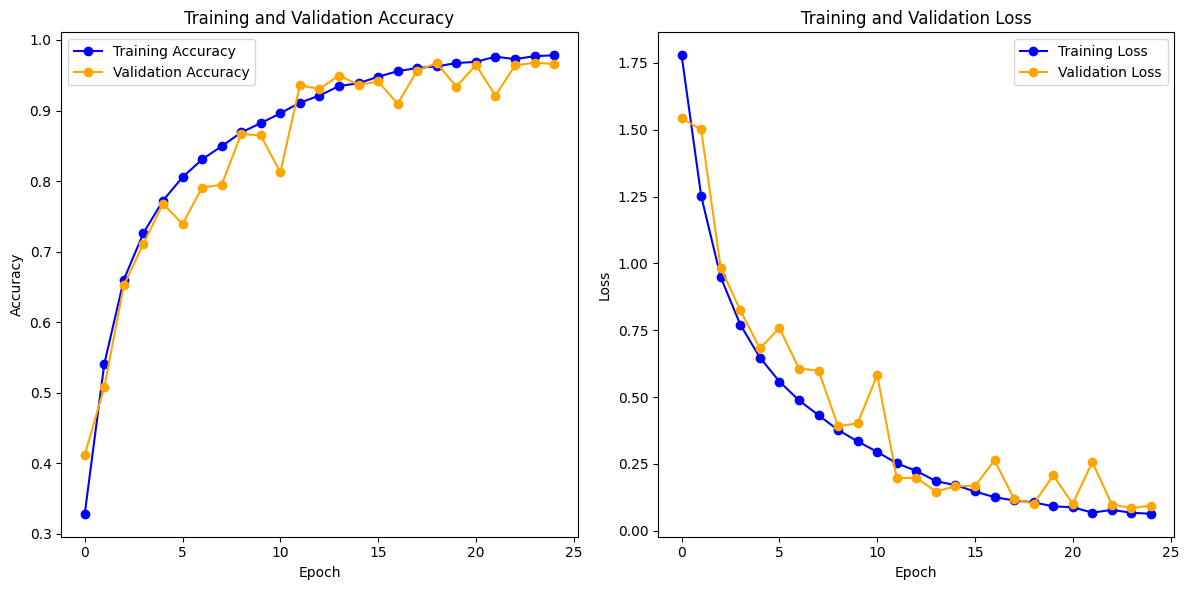 Training and Validation Accuracy
Training Accuracy
Validation Accuracy
1.0
0.9
0.8
0.7
0.6
0.5
0.4
0.3
Accuracy
0 5 10 15 20 25
Epoch
Training and Validation Loss
Training Loss
Validation Loss
1.75
1.50
1.25
1.00
0.75
0.50
0.25
0.00
Loss
0 5 10 15 20 25
Epoch